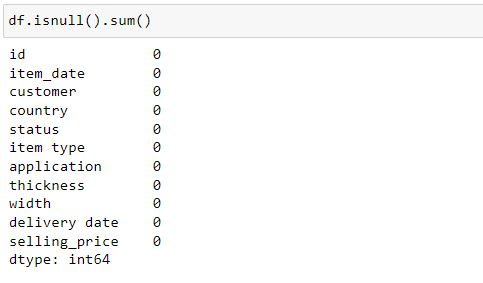 df.isnull().sum()
id 0
item_date 0
customer 0
country 0
status 0
item type 0
application 0
thickness 0
width 0
delivery date 0
selling_price 0
dtype: int64